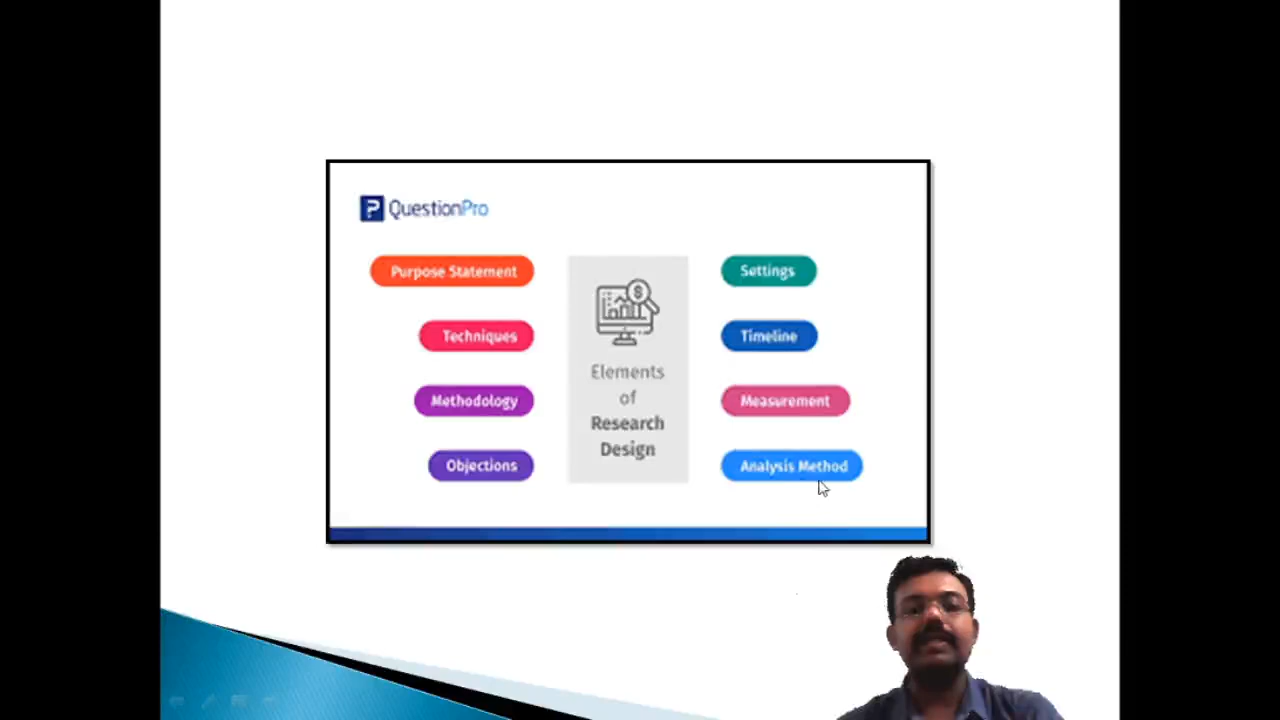 QuestionPro
Purpose Statement
Techniques
Methodology
Objections
Elements
of
Research
Design
Settings
Timeline
Measurement
Analysis Method